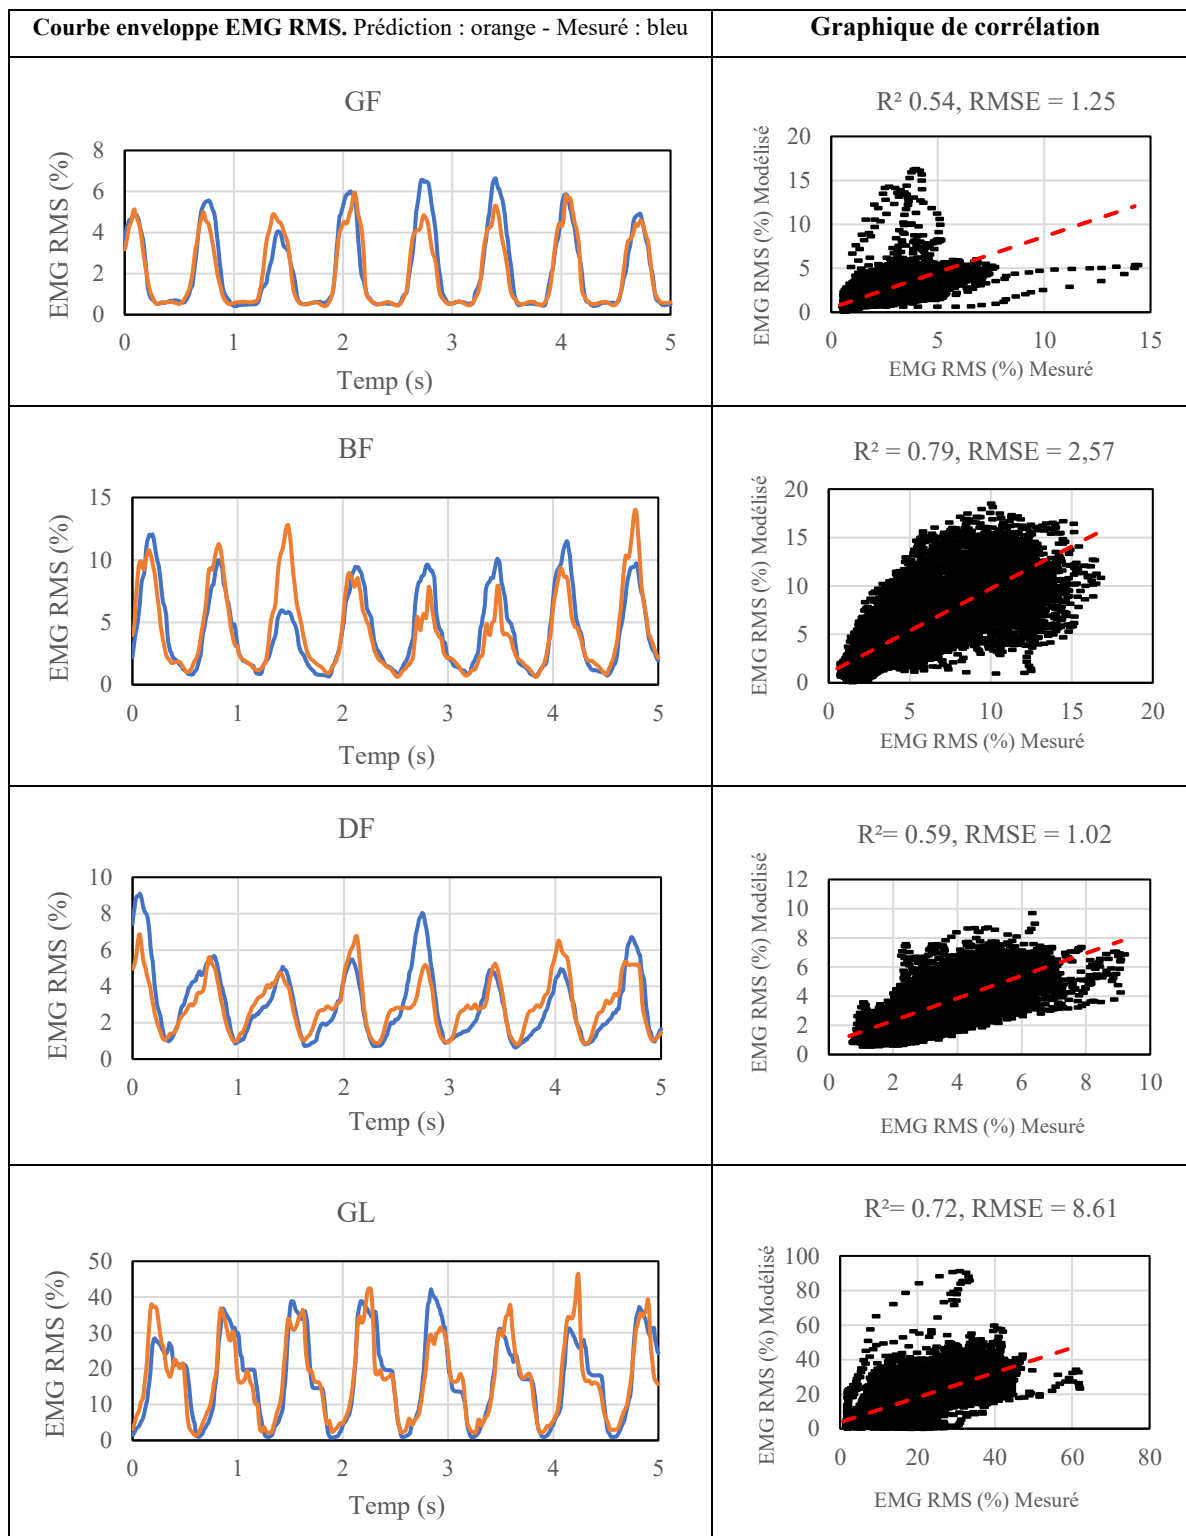 Courbe enveloppe EMG RMS. Prédiction : orange - Mesuré : bleu
Graphique de corrélation
GF
EMG RMS (%)
8
6
4
2
0
0 1 2 3 4 5
Temp (s)
R² 0.54, RMSE = 1.25
EMG RMS (%) Modélisé
20
15
10
5
0
0 5 10 15
EMG RMS (%) Mesuré
BF
EMG RMS (%)
15
10
5
0
0 1 2 3 4 5
Temp (s)
R² = 0.79, RMSE = 2,57
EMG RMS (%) Modélisé
20
15
10
5
0
0 5 10 15 20
EMG RMS (%) Mesuré
DF
EMG RMS (%)
10
8
6
4
2
0
0 1 2 3 4 5
Temp (s)
R²= 0.59, RMSE = 1.02
EMG RMS (%) Modélisé
12
10
8
6
4
2
0
0 2 4 6 8 10
EMG RMS (%) Mesuré
GL
EMG RMS (%)
50
40
30
20
10
0
0 1 2 3 4 5
Temp (s)
R²= 0.72, RMSE = 8.61
EMG RMS (%) Modélisé
100
80
60
40
20
0
0 20 40 60 80
EMG RMS (%) Mesuré